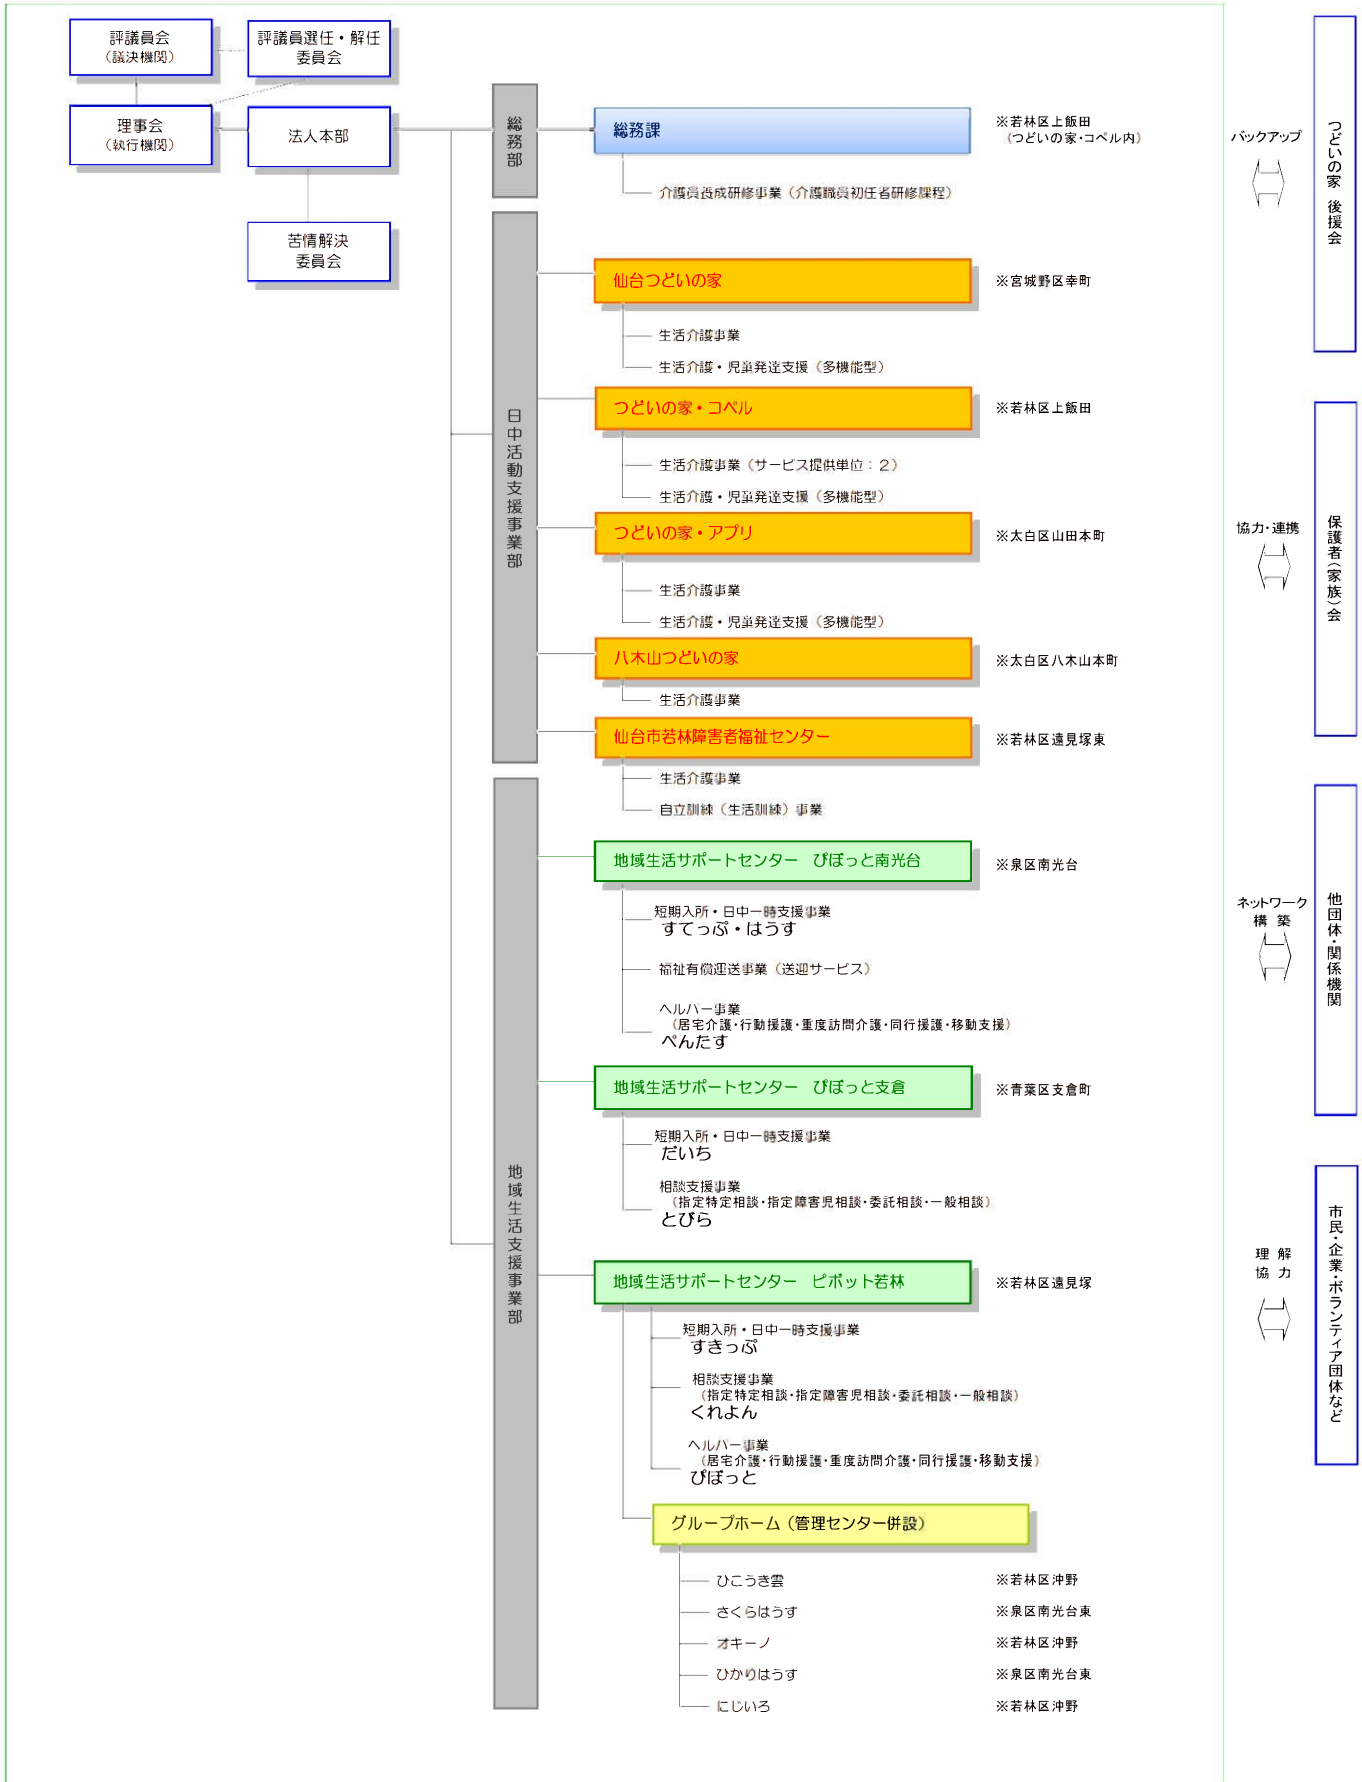 評議員会
（議決機関）
評議員選任・解任
委員会
理事会
（執行機関）
法人本部
苦情解決
委員会
総務部
総務課
※若林区上飯田
（つどいの家・コペル内）
介護員養成研修事業（介護職員初任者研修課程）
日中活動支援事業部
仙台つどいの家
※宮城野区幸町
生活介護事業
生活介護・児童発達支援（多機能型）
つどいの家・コペル
※若林区上飯田
生活介護事業（サービス提供単位：２）
生活介護・児童発達支援（多機能型）
つどいの家・アプリ
※太白区山田本町
生活介護事業
生活介護・児童発達支援（多機能型）
八木山つどいの家
※太白区八木山本町
生活介護事業
仙台市若林障害者福祉センター
※若林区遠見塚東
生活介護事業
自立訓練（生活訓練）事業
地域生活支援事業部
地域生活サポートセンター　ぴぼっと南光台
※泉区南光台
短期入所・日中一時支援事業
すてっぷ・はうす
福祉有償運送事業（送迎サービス）
ヘルパー事業
（居宅介護・行動援護・重度訪問介護・同行援護・移動支援）
ぺんたす
地域生活サポートセンター　ぴぼっと支倉
※青葉区支倉町
短期入所・日中一時支援事業
だいち
相談支援事業
（指定特定相談・指定障害児相談・委託相談・一般相談）
とびら
地域生活サポートセンター　ピボット若林
※若林区遠見塚
短期入所・日中一時支援事業
すきっぷ
相談支援事業
（指定特定相談・指定障害児相談・委託相談・一般相談）
くれよん
ヘルパー事業
（居宅介護・行動援護・重度訪問介護・同行援護・移動支援）
ぴぼっと
グループホーム（管理センター併設）
ひこうき雲
※若林区沖野
さくらはうす
※泉区南光台東
オキーノ
※若林区沖野
ひかりはうす
※泉区南光台東
にじいろ
※若林区沖野
バックアップ
つどいの家　後援会
協力・連携
保護者（家族）会
ネットワーク
構 築
他団体・関係機関
理 解
協 力
市民・企業・ボランティア団体など